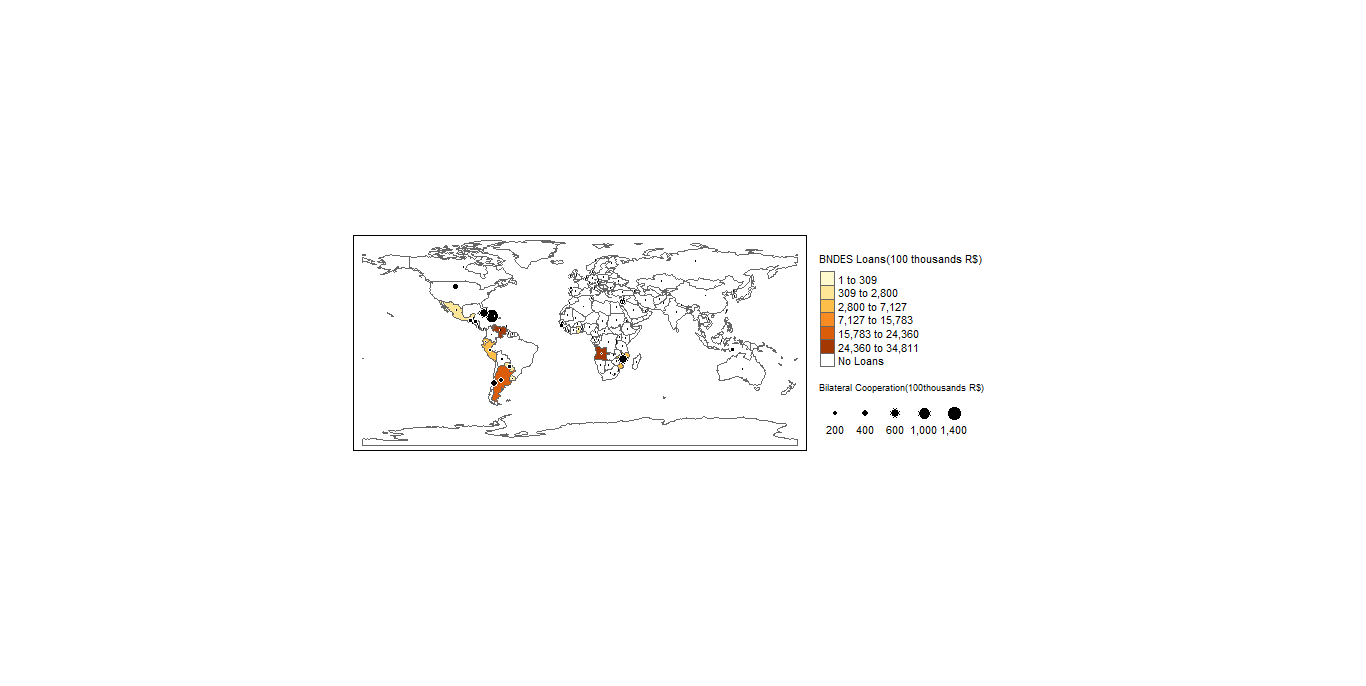 BNDES Loans(100 thousands R$)
1 to 309
309 to 2,800
2,800 to 7,127
7,127 to 15,783
15,783 to 24,360
24,360 to 34,811
No Loans
Bilateral Cooperation(100thousands R$)
200 400 600 1,000 1,400